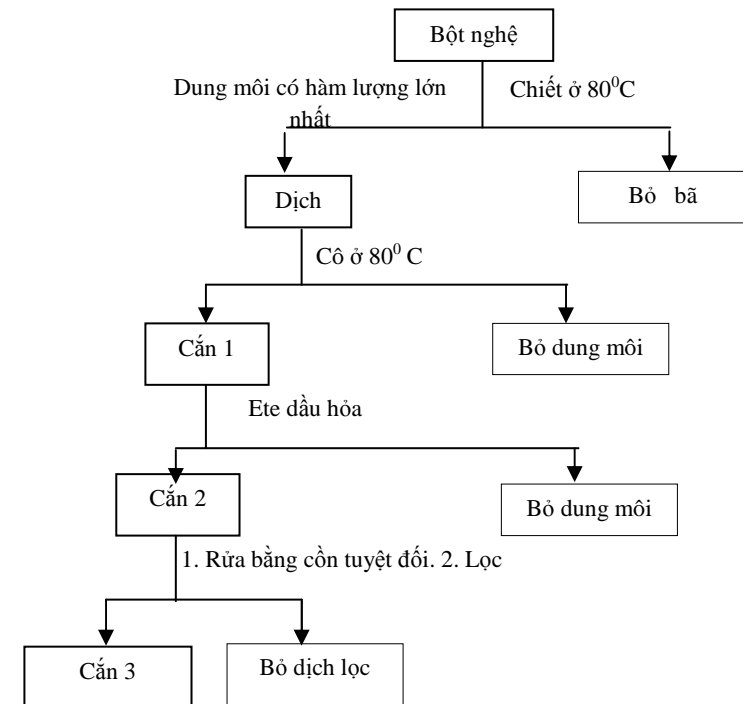 Bột nghệ
Dung môi có hàm lượng lớn
nhất
Chiết ở 80⁰C
Dịch
Bỏ bã
Cô ở 80⁰ C
Cắn 1
Bỏ dung môi
Ete dầu hỏa
Cắn 2
Bỏ dung môi
1. Rửa bằng cồn tuyệt đối. 2. Lọc
Cắn 3
Bỏ dịch lọc